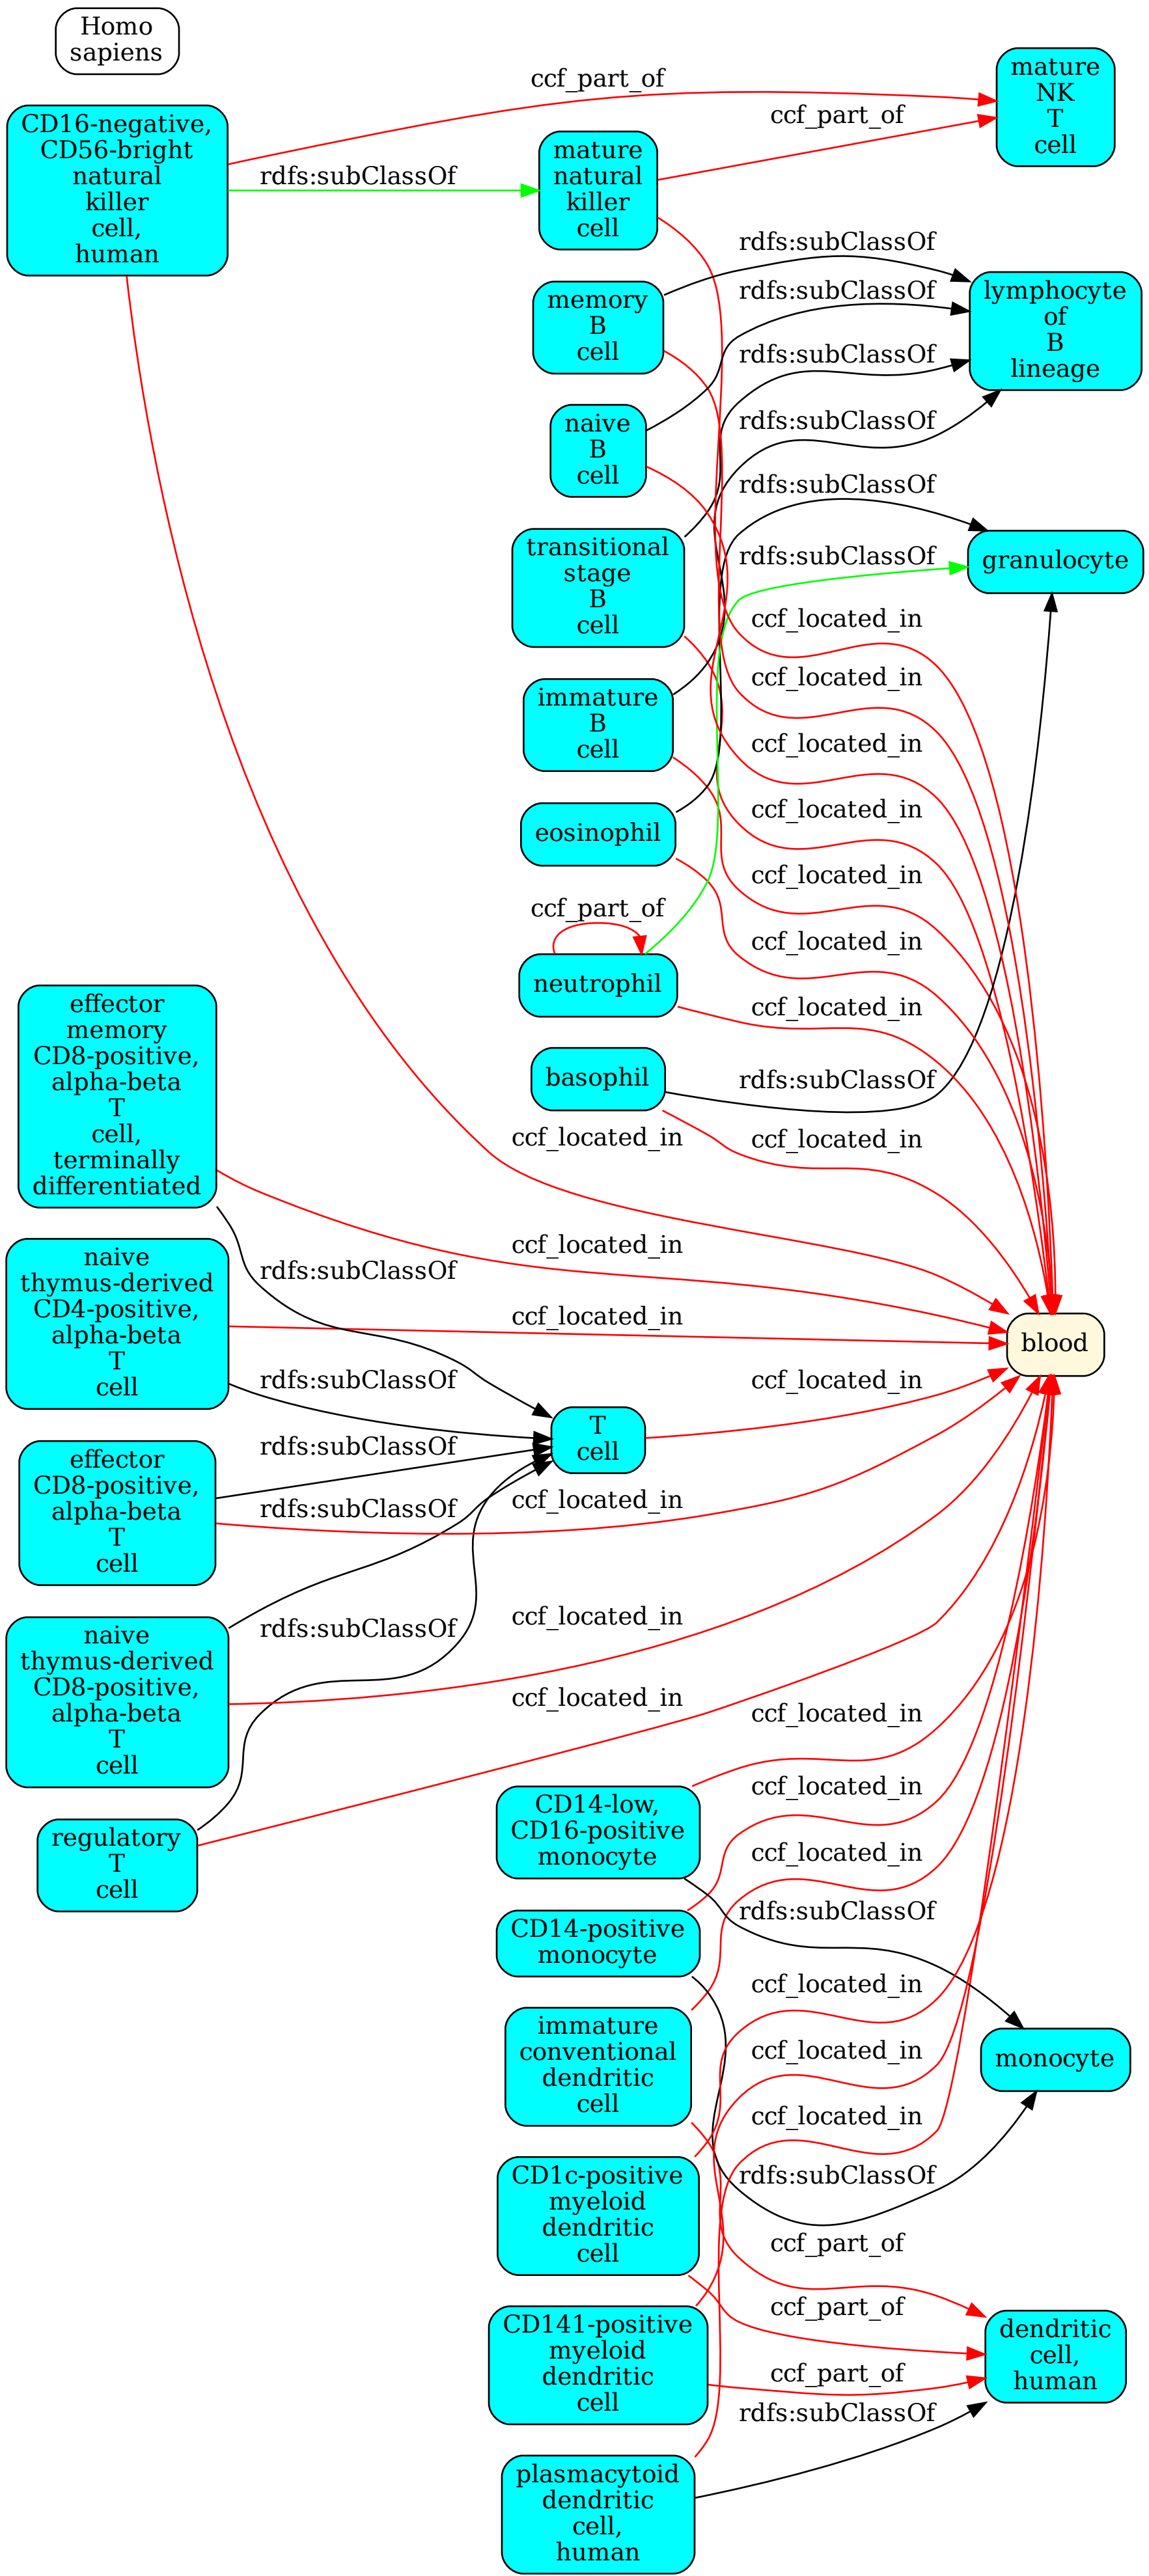 Homo
sapiens
CD16-negative,
CD56-bright
natural
killer
cell,
human
ccf_part_of
rdfs:subClassOf
mature
NK
T
cell
ccf_part_of
mature
natural
killer
cell
memory
B
cell
naive
B
cell
transitional
stage
B
cell
immature
B
cell
eosinophil
ccf_part_of
neutrophil
basophil
rdfs:subClassOf
rdfs:subClassOf
rdfs:subClassOf
rdfs:subClassOf
rdfs:subClassOf
rdfs:subClassOf
lymphocyte
of
B
lineage
granulocyte
ccf_located_in
ccf_located_in
ccf_located_in
ccf_located_in
ccf_located_in
ccf_located_in
ccf_located_in
rdfs:subClassOf
ccf_located_in
effector
memory
CD8-positive,
alpha-beta
T
cell,
terminally
differentiated
naive
thymus-derived
CD4-positive,
alpha-beta
T
cell
effector
CD8-positive,
alpha-beta
T
cell
naive
thymus-derived
CD8-positive,
alpha-beta
T
cell
regulatory
T
cell
rdfs:subClassOf
rdfs:subClassOf
rdfs:subClassOf
rdfs:subClassOf
rdfs:subClassOf
ccf_located_in
ccf_located_in
ccf_located_in
T
cell
ccf_located_in
ccf_located_in
ccf_located_in
ccf_located_in
blood
CD14-low,
CD16-positive
monocyte
CD14-positive
monocyte
immature
conventional
dendritic
cell
CD1c-positive
myeloid
dendritic
cell
CD141-positive
myeloid
dendritic
cell
plasmacytoid
dendritic
cell,
human
ccf_located_in
ccf_located_in
ccf_located_in
rdfs:subClassOf
ccf_located_in
ccf_located_in
ccf_located_in
rdfs:subClassOf
ccf_part_of
ccf_part_of
ccf_part_of
rdfs:subClassOf
monocyte
dendritic
cell,
human